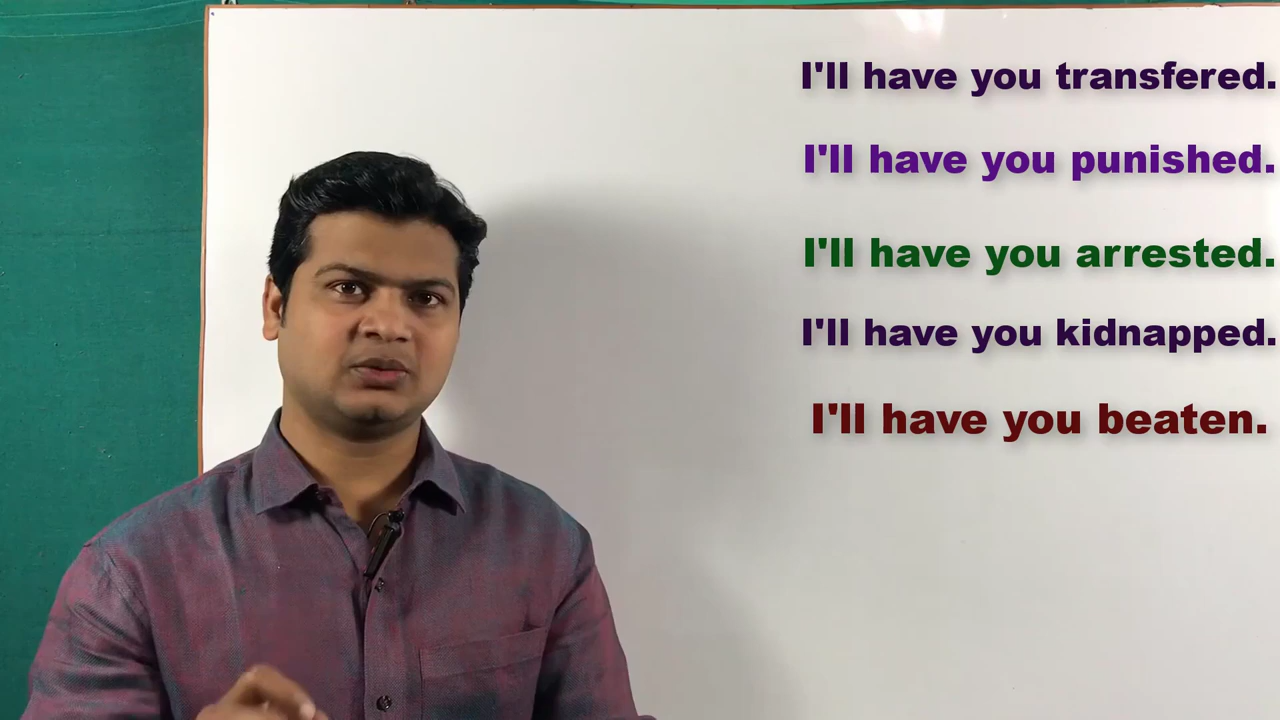 I'll have you transfered.
I'll have you punished.
I'll have you arrested.
I'll have you kidnapped.
I'll have you beaten.